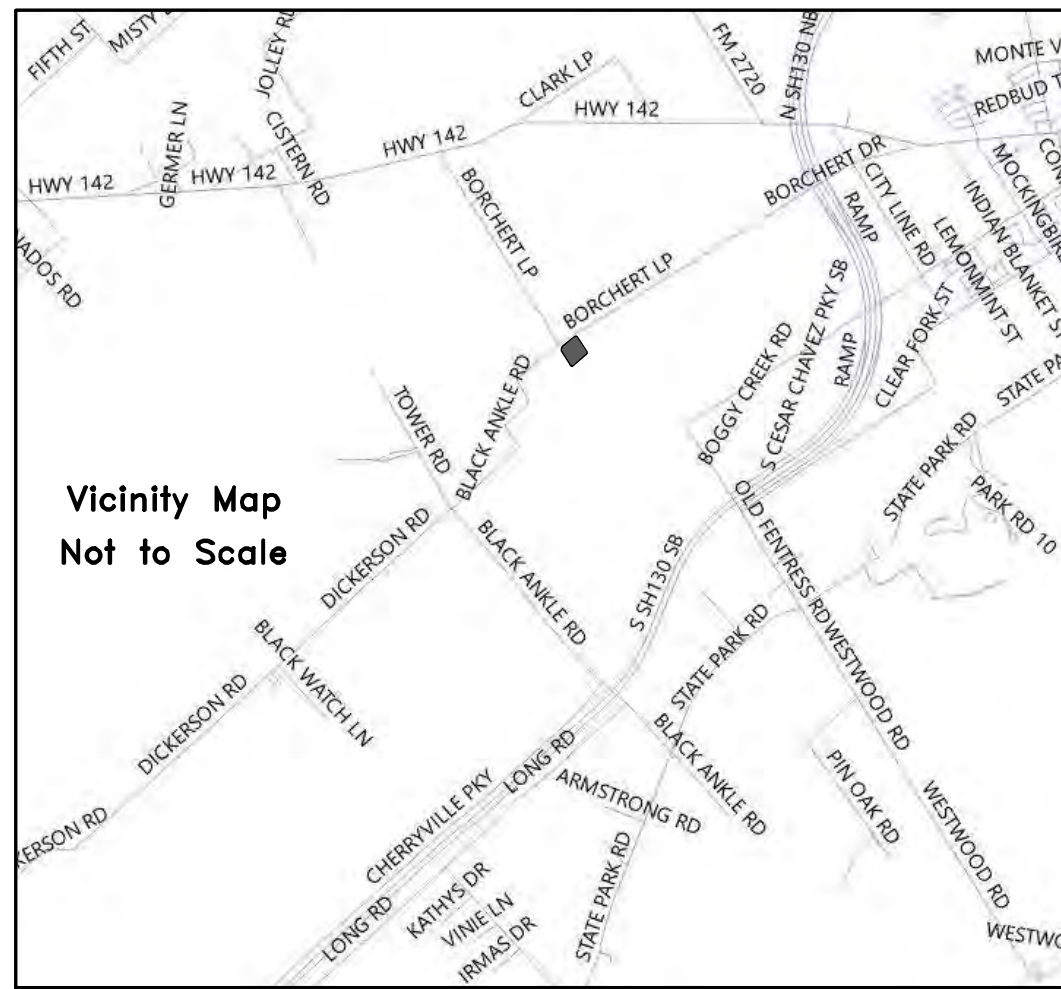 FIFTH ST
MISTY
JOLLEY RD
CLARK LP
FM 2720
N SH130 NB
MONTE V
REDBUD T
HWY 142
HWY 142
HWY 142
HWY 142
GERMER LN
CISTERN RD
BORCHERT DR
CITY LINE RD
MOCKINGBIR
CON
INDIAN BLANKET S
LEMONMINT ST
RAMP
NADOS RD
BORCHERT LP
BORCHERT LP
BOGGY CREEK RD
S CESAR CHAVEZ PKY SB
RAMP
CLEAR FORK ST
STATE PA
TOWER RD
BLACK ANKLE RD
STATE PARK RD
PARK RD 10
Vicinity Map
Not to Scale
DICKERSON RD
BLACK ANKLE RD
OLD FENTRESS RD
S SH130 SB
STATE PARK RD
WESTWOOD RD
BLACK WATCH LN
DICKERSON RD
LONG RD
BLACK ANKLE RD
ARMSTRONG RD
PIN OAK RD
WESTWOOD RD
KERSON RD
CHERRYVILLE PKY
STATE PARK RD
KATHYS DR
VINIE LN
IRMAS DR
LONG RD
WESTWO